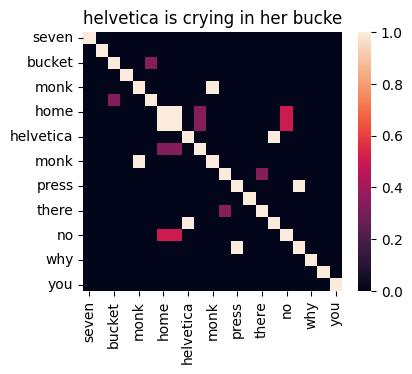 helvetica is crying in her bucke
seven
bucket
monk
home
helvetica
monk
press
there
no
why
you
1.0
0.8
0.6
0.4
0.2
0.0
seven
bucket
monk
home
helvetica
monk
press
there
no
why
you